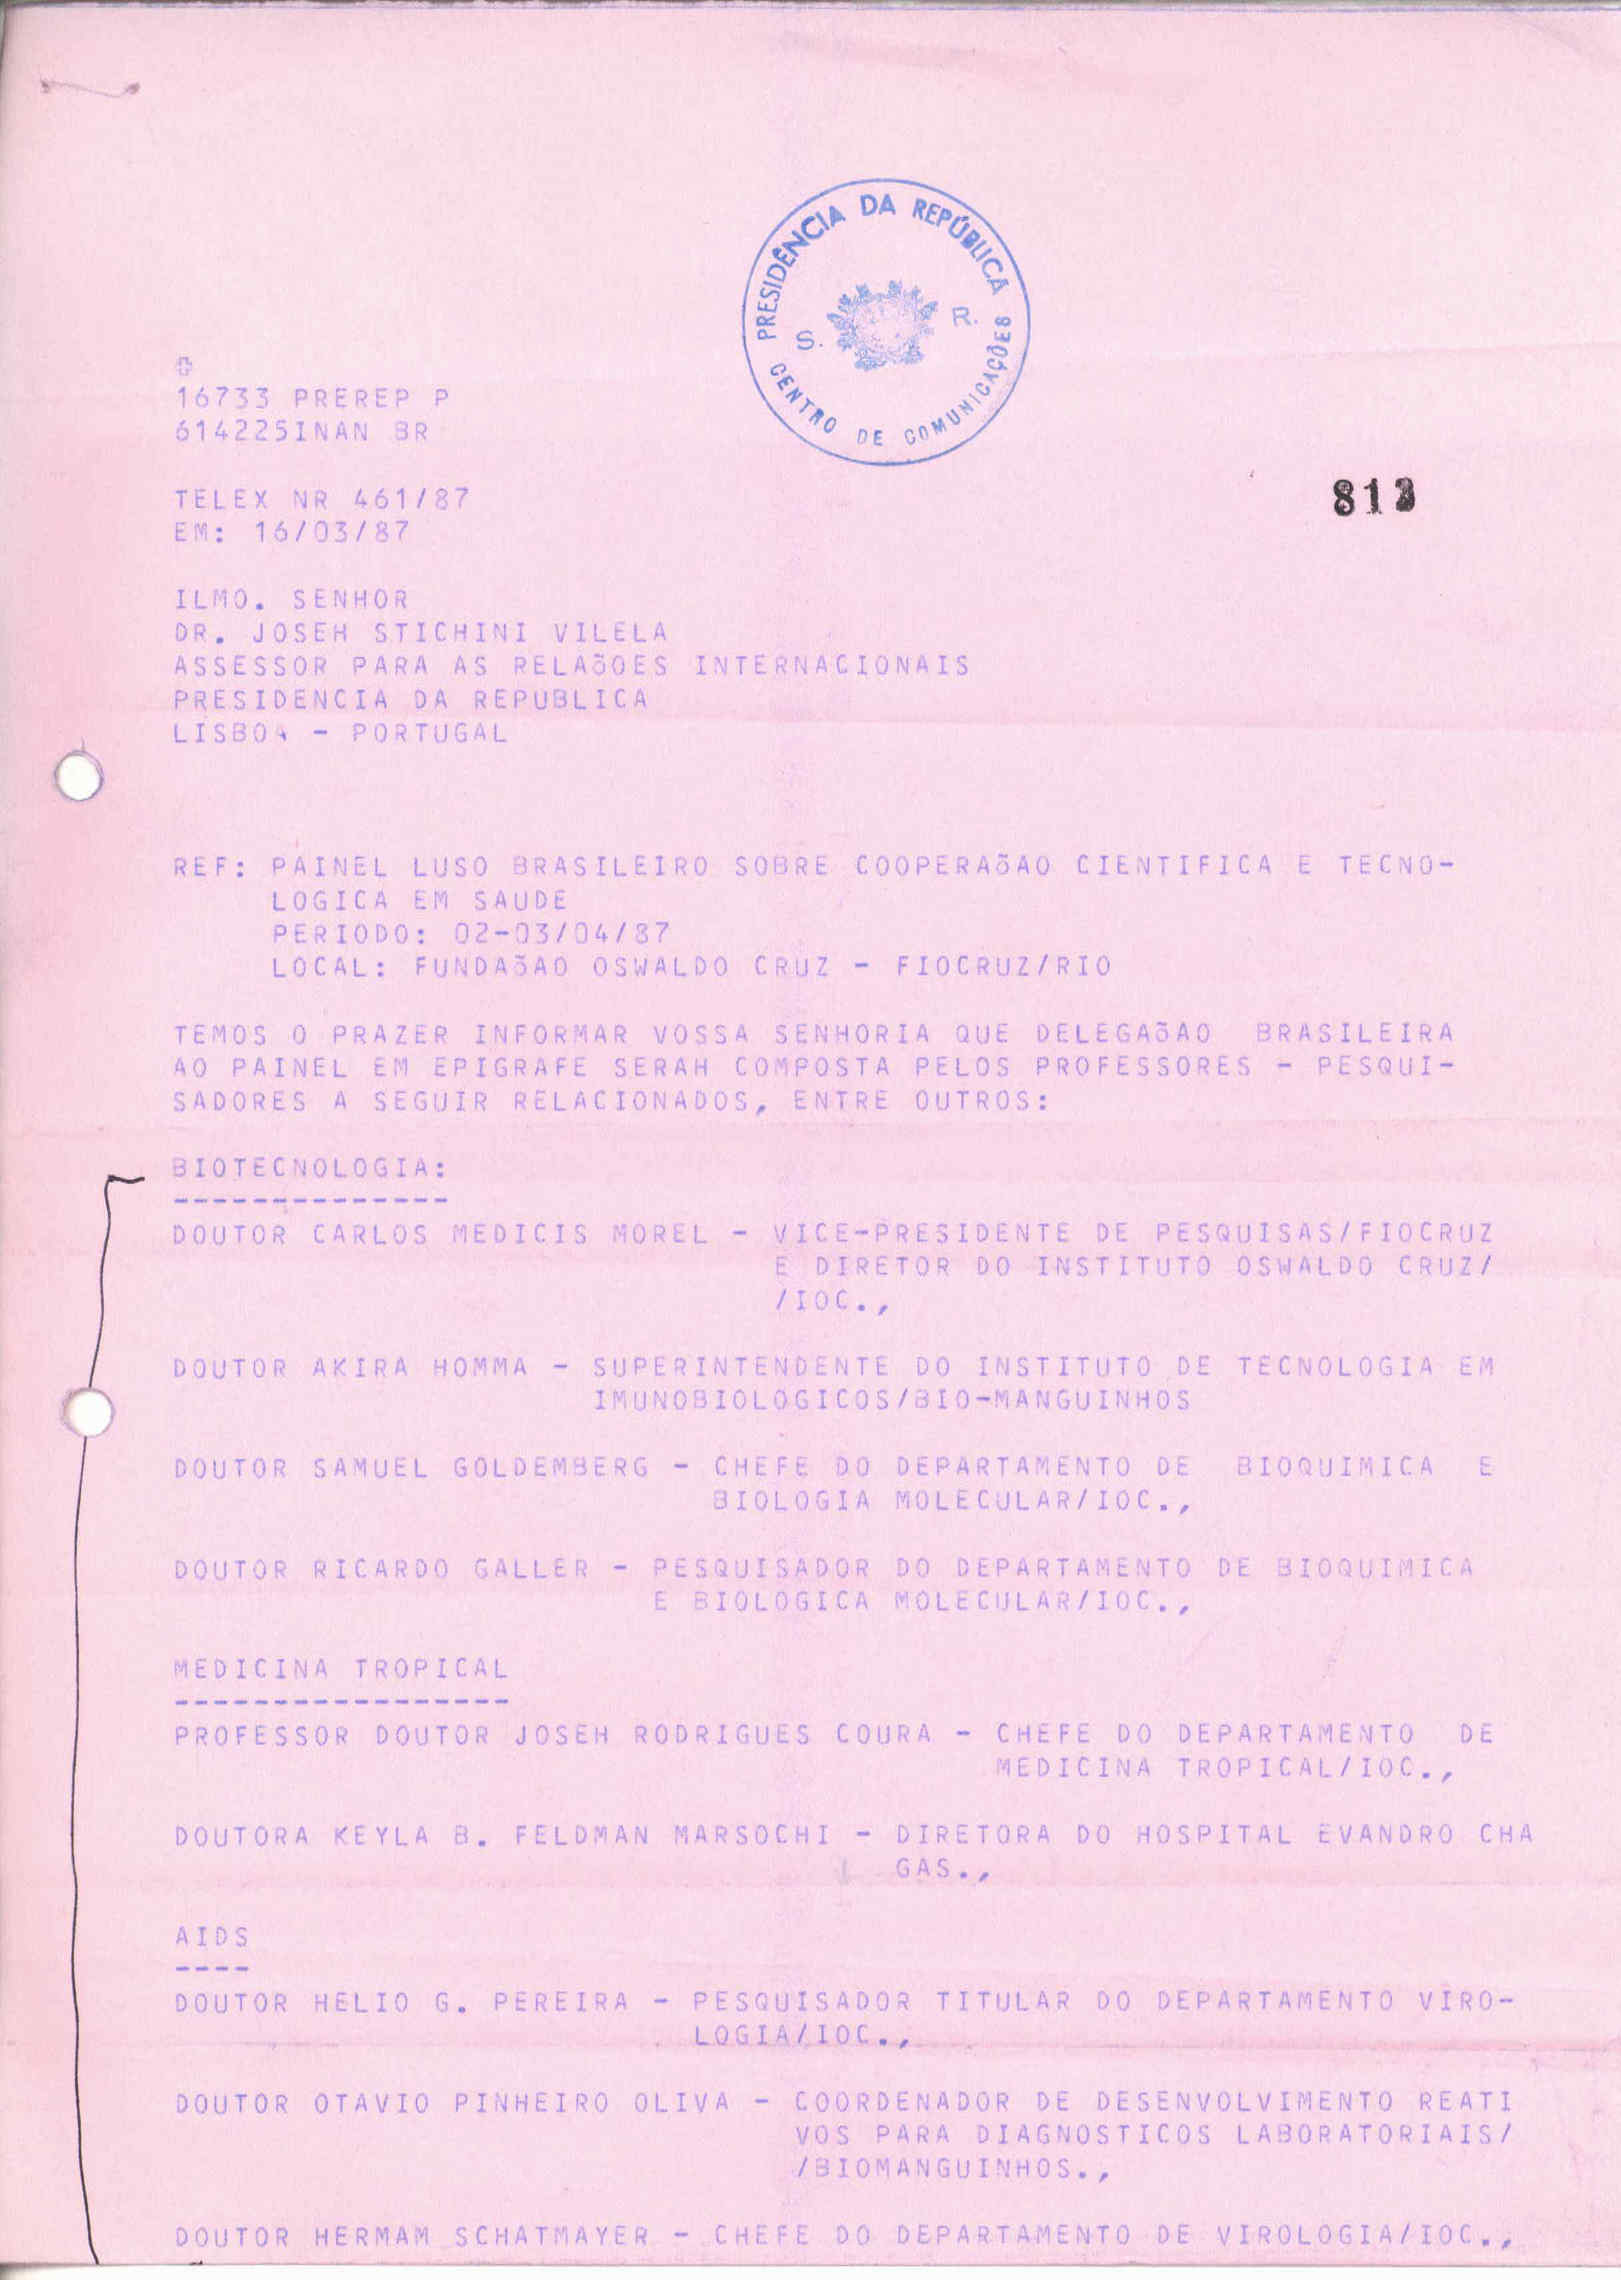 PRESIDÊNCIA DA REPÚBLICA
S. R.
CENTRO DE COMUNICAÇÕES
16733 PREREP P
614225INAN BR
TELEX NR 461/87
EM: 16/03/87
ILMO. SENHOR
DR. JOSEH STICHINI VILELA
ASSESSOR PARA AS RELAõOES INTERNACIONAIS
PRESIDENCIA DA REPUBLICA
LISBOA - PORTUGAL
REF: PAINEL LUSO BRASILEIRO SOBRE COOPERAõAO CIENTIFICA E TECNO-
LOGICA EM SAUDE
PERIODO: 02-03/04/87
LOCAL: FUNDAõAO OSWALDO CRUZ - FIOCRUZ/RIO
TEMOS O PRAZER INFORMAR VOSSA SENHORIA QUE DELEGAõAO BRASILEIRA
AO PAINEL EM EPIGRAFE SERAH COMPOSTA PELOS PROFESSORES - PESQUI-
SADORES A SEGUIR RELACIONADOS, ENTRE OUTROS:
BIOTECNOLOGIA:
--------------
DOUTOR CARLOS MEDICIS MOREL - VICE-PRESIDENTE DE PESQUISAS/FIOCRUZ
E DIRETOR DO INSTITUTO OSWALDO CRUZ/
/IOC.,
DOUTOR AKIRA HOMMA - SUPERINTENDENTE DO INSTITUTO DE TECNOLOGIA EM
IMUNOBIOLOGICOS/BIO-MANGUINHOS
DOUTOR SAMUEL GOLDEMBERG - CHEFE DO DEPARTAMENTO DE BIOQUIMICA E
BIOLOGIA MOLECULAR/IOC.,
DOUTOR RICARDO GALLER - PESQUISADOR DO DEPARTAMENTO DE BIOQUIMICA
E BIOLOGICA MOLECULAR/IOC.,
MEDICINA TROPICAL
-----------------
PROFESSOR DOUTOR JOSEH RODRIGUES COURA - CHEFE DO DEPARTAMENTO DE
MEDICINA TROPICAL/IOC.,
DOUTORA KEYLA B. FELDMAN MARSOCHI - DIRETORA DO HOSPITAL EVANDRO CHA
GAS.,
AIDS
----
DOUTOR HELIO G. PEREIRA - PESQUISADOR TITULAR DO DEPARTAMENTO VIRO-
LOGIA/IOC.,
DOUTOR OTAVIO PINHEIRO OLIVA - COORDENADOR DE DESENVOLVIMENTO REATI
VOS PARA DIAGNOSTICOS LABORATORIAIS/
/BIOMANGUINHOS.,
DOUTOR HERMAM SCHATMAYER - CHEFE DO DEPARTAMENTO DE VIROLOGIA/IOC.,